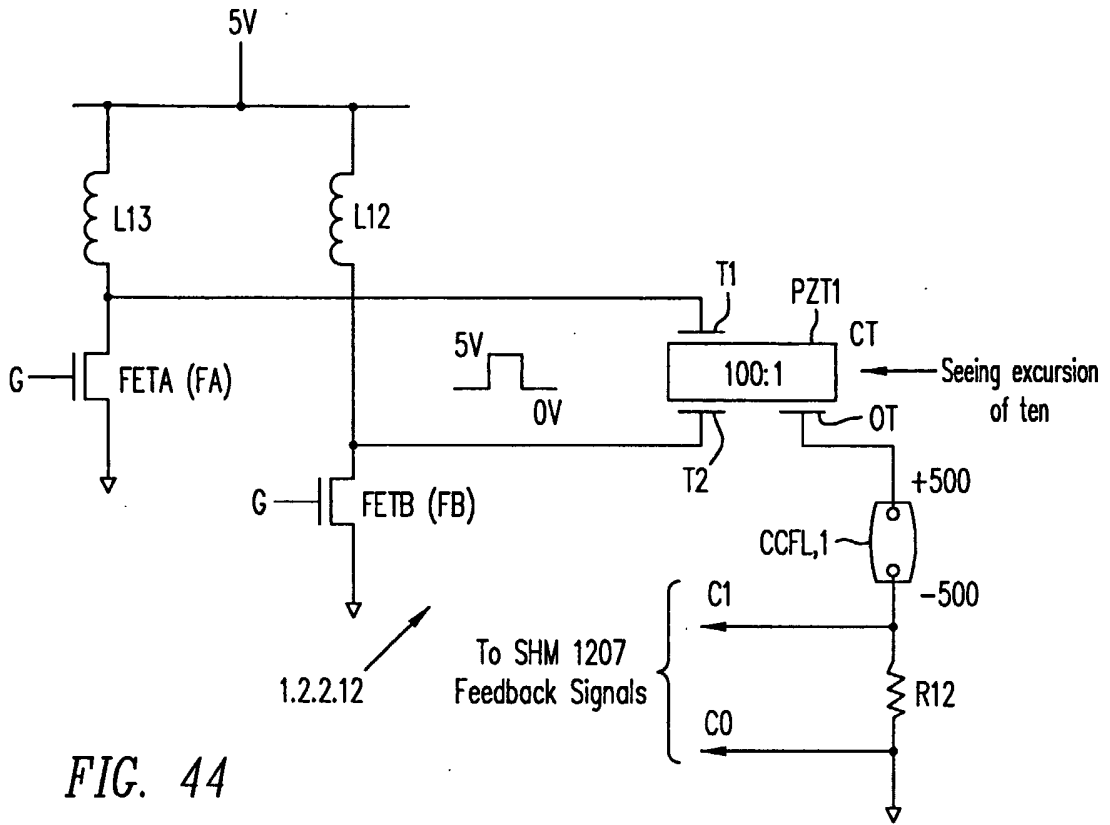 5V
L13
L12
T1
PZT1
CT
5V
0V
100:1
Seeing excursion
of ten
G
FETA (FA)
T2
OT
G
FETB (FB)
+500
CCFL,1
-500
C1
To SHM 1207
Feedback Signals
R12
C0
1.2.2.12
FIG. 44